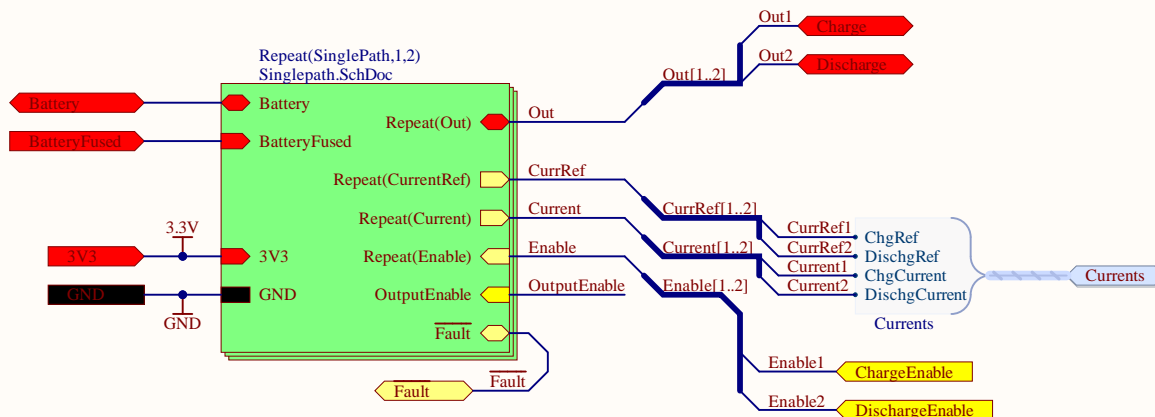 Repeat(SinglePath,1,2)
Singlepath.SchDoc
Battery
BatteryFused
3.3V
3V3
GND
GND
Battery
BatteryFused
3V3
GND
Repeat(Out)
Repeat(CurrentRef)
Repeat(Current)
Repeat(Enable)
OutputEnable
Fault
Fault
Fault
Out
CurrRef
Current
Enable
OutputEnable
Out[1..2]
Out1
Out2
Charge
Discharge
CurrRef[1..2]
Current[1..2]
Enable[1..2]
CurrRef1
CurrRef2
Current1
Current2
ChgRef
DischgRef
ChgCurrent
DischgCurrent
Currents
Currents
Enable1
Enable2
ChargeEnable
DischargeEnable